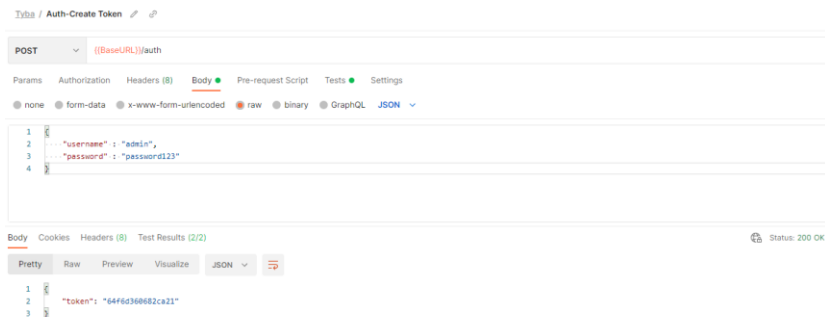 Tyba / Auth-Create Token
POST {{BaseURL}}/auth
Params Authorization Headers (8) Body Pre-request Script Tests Settings
none form-data x-www-form-urlencoded raw binary GraphQL JSON
1 {
2 "username" : "admin",
3 "password" : "password123"
4 }
Body Cookies Headers (8) Test Results (2/2) Status: 200 OK
Pretty Raw Preview Visualize JSON
1 {
2 "token": "64f6d360682ca21"
3 }